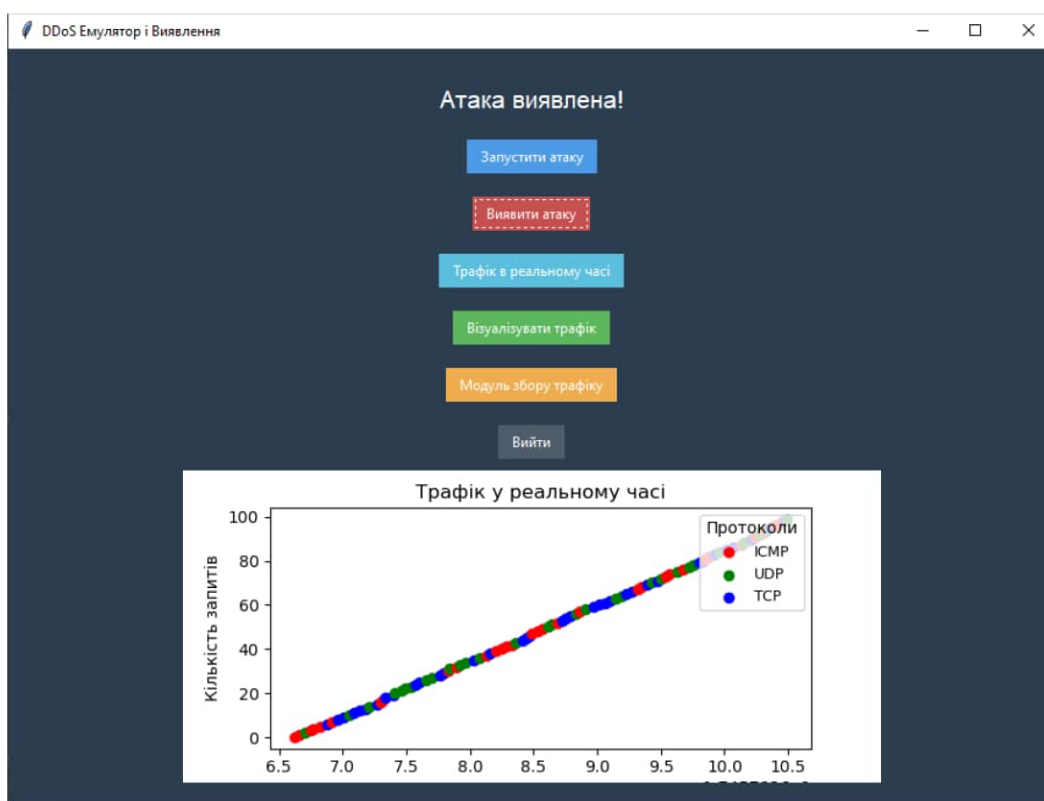 DDoS Емулятор і Виявлення
Атака виявлена!
Запустити атаку
Виявити атаку
Трафік в реальному часі
Візуалізувати трафік
Модуль збору трафіку
Вийти
Трафік у реальному часі
Кількість запитів
100
80
60
40
20
0
Протоколи
ICMP
UDP
TCP
6.5 7.0 7.5 8.0 8.5 9.0 9.5 10.0 10.5